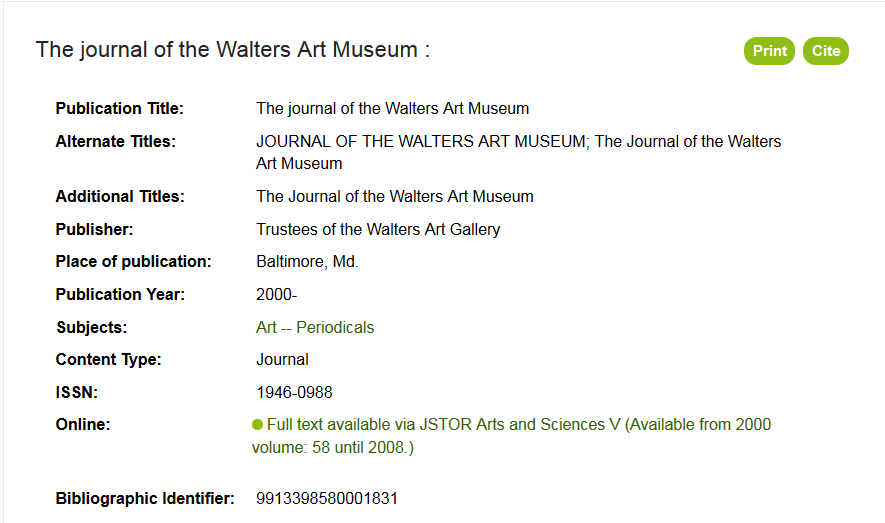 The journal of the Walters Art Museum :
Print
Cite
Publication Title: The journal of the Walters Art Museum
Alternate Titles: JOURNAL OF THE WALTERS ART MUSEUM; The Journal of the Walters
Art Museum
Additional Titles: The Journal of the Walters Art Museum
Publisher: Trustees of the Walters Art Gallery
Place of publication: Baltimore, Md.
Publication Year: 2000-
Subjects: Art -- Periodicals
Content Type: Journal
ISSN: 1946-0988
Online: Full text available via JSTOR Arts and Sciences V (Available from 2000
volume: 58 until 2008.)
Bibliographic Identifier: 9913398580001831